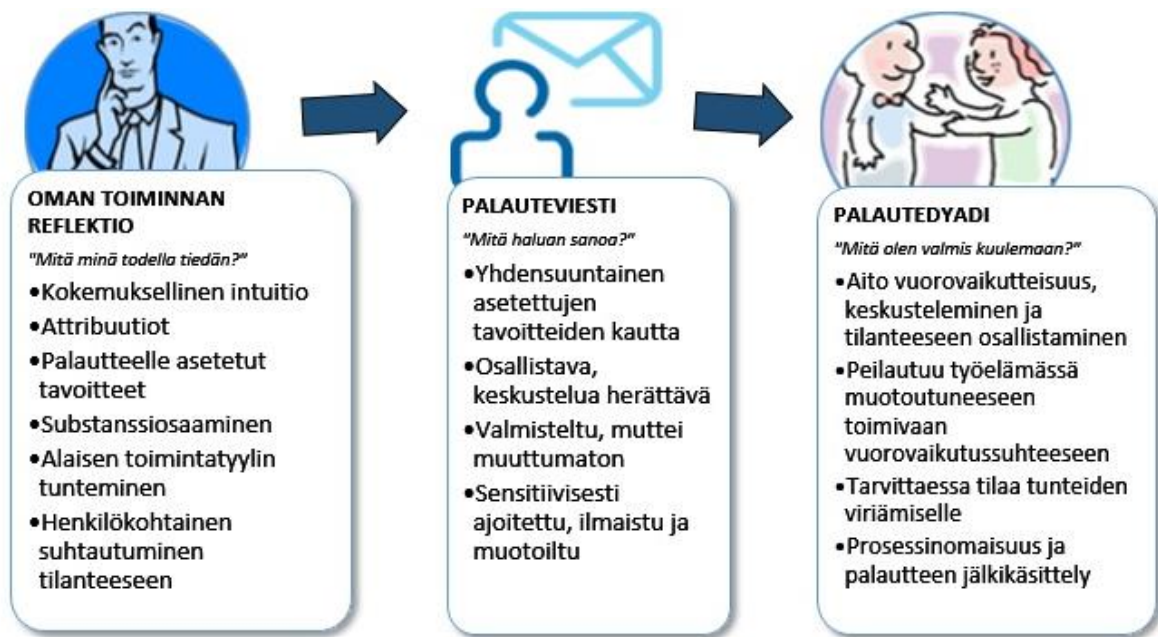 OMAN TOIMINNAN
REFLEKTIO
"Mitä minä todella tiedän?"
•Kokemuksellinen intuitio
•Attribuutiot
•Palautteelle asetetut
tavoitteet
•Substanssiosaaminen
•Alaisen toimintatyylin
tunteminen
•Henkilökohtainen
suhtautuminen
tilanteeseen
PALAUTEVIESTI
"Mitä haluan sanoa?"
•Yhdensuuntainen
asetettujen
tavoitteiden kautta
•Osallistava,
keskustelua herättävä
•Valmisteltu, muttei
muuttumaton
•Sensitiivisesti
ajoitettu, ilmaistu ja
muotoiltu
PALAUTEDYADI
"Mitä olen valmis kuulemaan?"
•Aito vuorovaikutteisuus,
keskusteleminen ja
tilanteeseen osallistaminen
•Peilautuu työelämässä
muotoutuneeseen
toimivaan
vuorovaikutussuhteeseen
•Tarvittaessa tilaa tunteiden
viriämiselle
•Prosessinomaisuus ja
palautteen jälkikäsittely